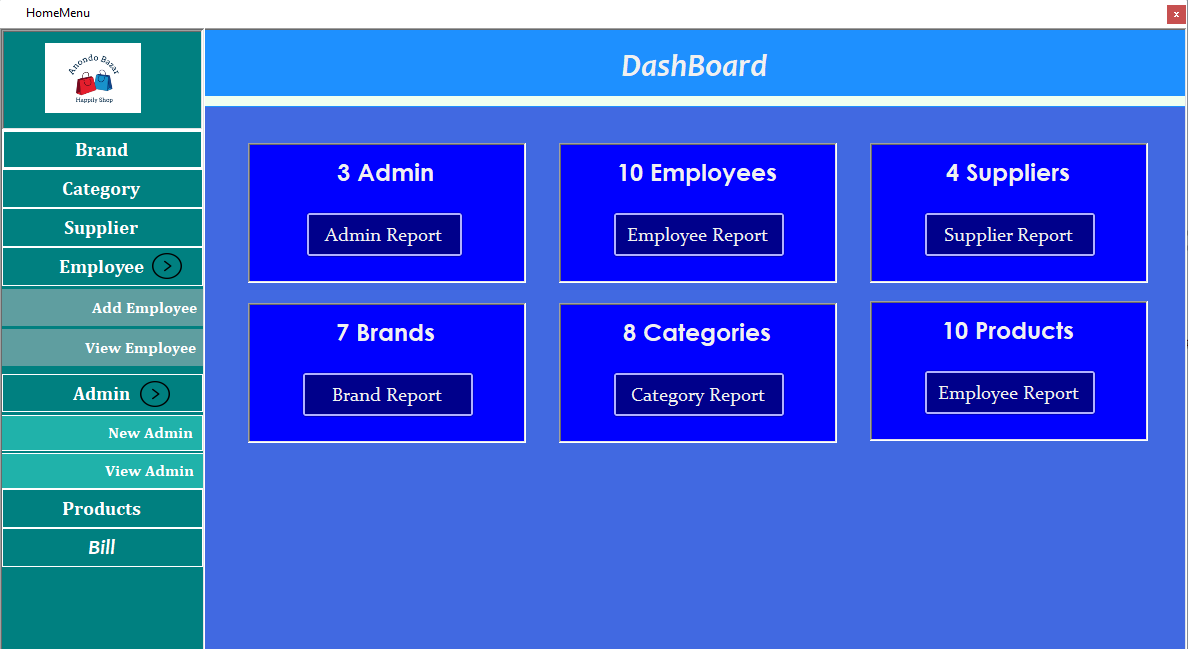 HomeMenu
x
Anondo Bazar
Happily Shop
Brand
Category
Supplier
Employee >
Add Employee
View Employee
Admin >
New Admin
View Admin
Products
Bill
DashBoard
3 Admin
Admin Report
10 Employees
Employee Report
4 Suppliers
Supplier Report
7 Brands
Brand Report
8 Categories
Category Report
10 Products
Employee Report